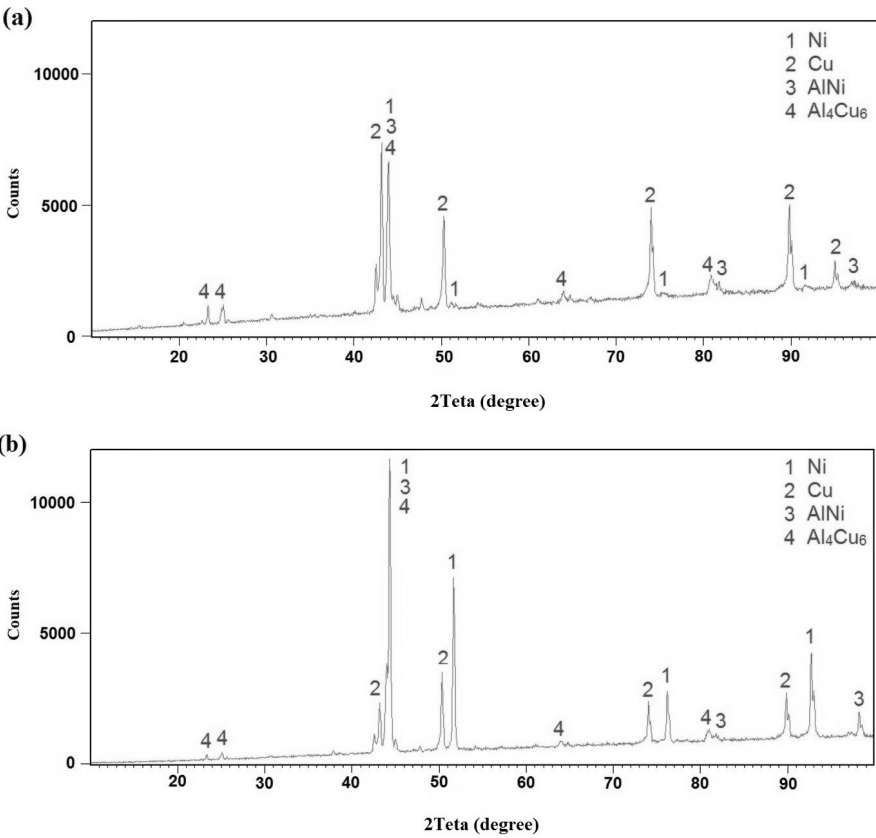 (a)
1 Ni
2 Cu
3 AlNi
4 Al₄Cu₆
10000
5000
0
Counts
4 4 2 1 3 4 2 1 4 2 1 4 3 2 1 2 3
20 30 40 50 60 70 80 90
2Teta (degree)
(b)
1 Ni
2 Cu
3 AlNi
4 Al₄Cu₆
10000
5000
0
Counts
4 4 2 1 3 4 2 1 4 2 1 4 3 2 1 3
20 30 40 50 60 70 80 90
2Teta (degree)